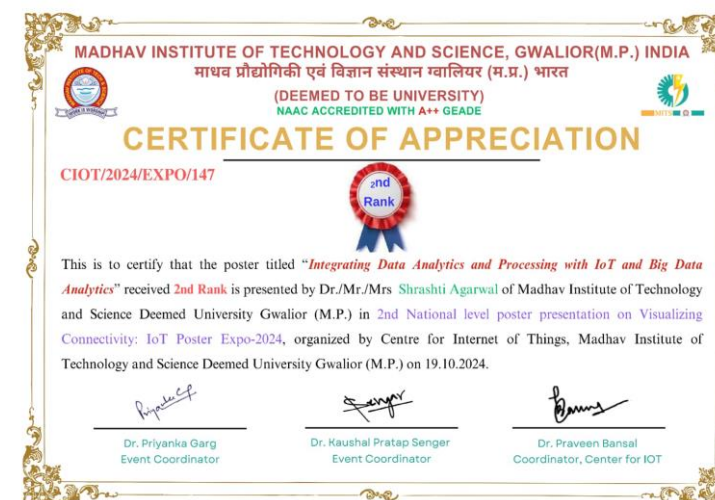 MADHAV INSTITUTE OF TECHNOLOGY AND SCIENCE, GWALIOR(M.P.) INDIA
माधव प्रौद्योगिकी एवं विज्ञान संस्थान ग्वालियर (म.प्र.) भारत
(DEEMED TO BE UNIVERSITY)
NAAC ACCREDITED WITH A++ GEADE
MITS
CERTIFICATE OF APPRECIATION
CIOT/2024/EXPO/147
2nd
Rank
This is to certify that the poster titled “Integrating Data Analytics and Processing with IoT and Big Data
Analytics” received 2nd Rank is presented by Dr./Mr./Mrs Shrashti Agarwal of Madhav Institute of Technology
and Science Deemed University Gwalior (M.P.) in 2nd National level poster presentation on Visualizing
Connectivity: IoT Poster Expo-2024, organized by Centre for Internet of Things, Madhav Institute of
Technology and Science Deemed University Gwalior (M.P.) on 19.10.2024.
Dr. Priyanka Garg
Event Coordinator
Dr. Kaushal Pratap Senger
Event Coordinator
Dr. Praveen Bansal
Coordinator, Center for IOT